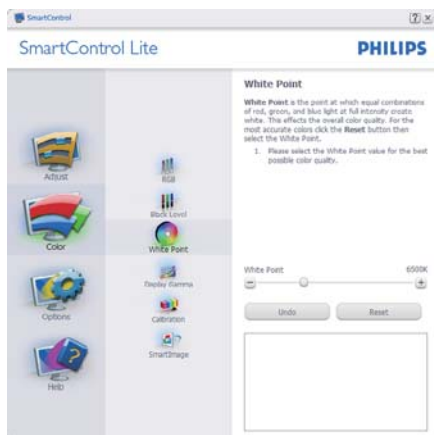 SmartControl
SmartControl Lite
PHILIPS
Adjust
Color
Options
Help
RGB
Black Level
White Point
Display Gamma
Calibration
SmartImage
White Point
White Point is the point at which equal combinations
of red, green, and blue light at full intensity create
white. This effects the overall color quality. For the
most accurate colors click the Reset button then
select the White Point.
1. Please select the White Point value for the best
possible color quality.
White Point 6500K
Undo Reset